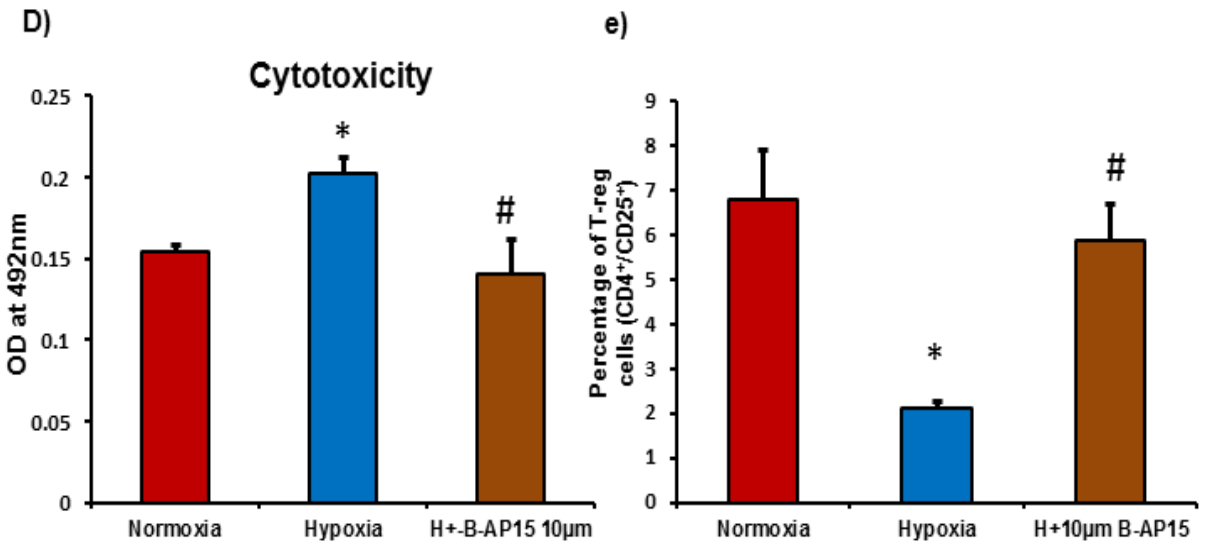 D)
Cytotoxicity
OD at 492nm
0.25
0.2
0.15
0.1
0.05
0
*
#
Normoxia
Hypoxia
H+-B-AP15 10µm
e)
Percentage of T-reg
cells (CD4⁺/CD25⁺)
9
8
7
6
5
4
3
2
1
0
*
#
Normoxia
Hypoxia
H+10µm B-AP15